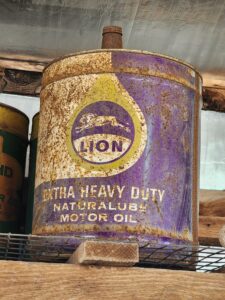 LION
EXTRA HEAVY DUTY
NATURALUBE
MOTOR OIL